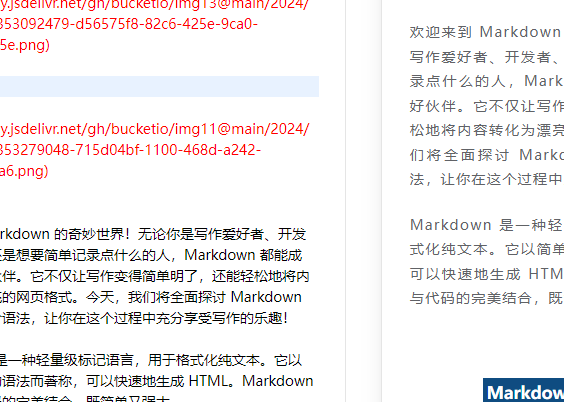 y.jsdelivr.net/gh/bucketio/img13@main/2024/
353092479-d56575f8-82c6-425e-9ca0-
5e.png)
y.jsdelivr.net/gh/bucketio/img11@main/2024/
353279048-715d04bf-1100-468d-a242-
a6.png)
rkdown 的奇妙世界！无论你是写作爱好者、开发
是想要简单记录点什么的人，Markdown 都能成
伴。它不仅让写作变得简单明了，还能轻松地将内
的网页格式。今天，我们将全面探讨 Markdown
语法，让你在这个过程中充分享受写作的乐趣！
是一种轻量级标记语言，用于格式化纯文本。它以
语法而著称，可以快速地生成 HTML。Markdown
的完美结合，既简单又强大
欢迎来到 Markdown
写作爱好者、开发者、
录点什么的人，Mark
好伙伴。它不仅让写作
松地将内容转化为漂亮
们将全面探讨 Markd
法，让你在这个过程中
Markdown 是一种轻
式化纯文本。它以简单
可以快速地生成 HTM
与代码的完美结合，既
Markdow